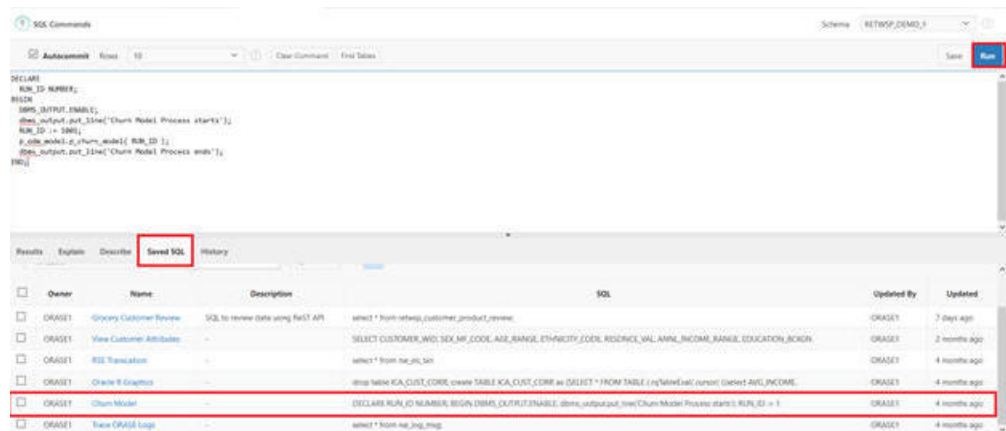 SQL Commands
Schema RETWSP_DEMO_1
Autocommit Rows 10 Clear Command Find Tables Save Run
DECLARE
RUN_ID NUMBER;
BEGIN
DBMS_OUTPUT.ENABLE;
dbms_output.put_line('Churn Model Process starts');
RUN_ID := 1001;
p_odm_model.p_churn_model( RUN_ID );
dbms_output.put_line('Churn Model Process ends');
END;
Results Explain Describe Saved SQL History
Owner Name Description SQL Updated By Updated
ORASE1 Grocery Customer Review SQL to review data using ReST API select * from retwsp_customer_product_review; ORASE1 7 days ago
ORASE1 View Customer Attributes - SELECT CUSTOMER_WID, SEX_MF_CODE, AGE_RANGE, ETHNICITY_CODE, RESDNCE_VAL, ANNL_INCOME_RANGE, EDUCATION_BCKGN ORASE1 2 months ago
ORASE1 RSE Translation - select * from rse_ ORASE1 4 months ago
ORASE1 Oracle R Graphics - drop table ICA_CUST_CORR; create TABLE ICA_CUST_CORR as (SELECT * FROM TABLE ( rqTableEval( cursor( (select AVG_INCOME, ORASE1 4 months ago
ORASE1 Churn Model - DECLARE RUN_ID NUMBER; BEGIN DBMS_OUTPUT.ENABLE; dbms_output.put_line('Churn Model Process starts'); RUN_ID := 1 ORASE1 4 months ago
ORASE1 Trace ORASE Logs - select * from rse_log_msg; ORASE1 4 months ago